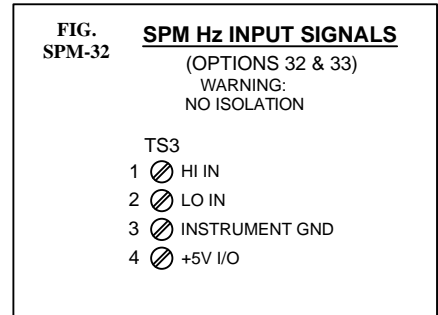 FIG.
SPM-32
SPM Hz INPUT SIGNALS
(OPTIONS 32 & 33)
WARNING:
NO ISOLATION
TS3
1 HI IN
2 LO IN
3 INSTRUMENT GND
4 +5V I/O